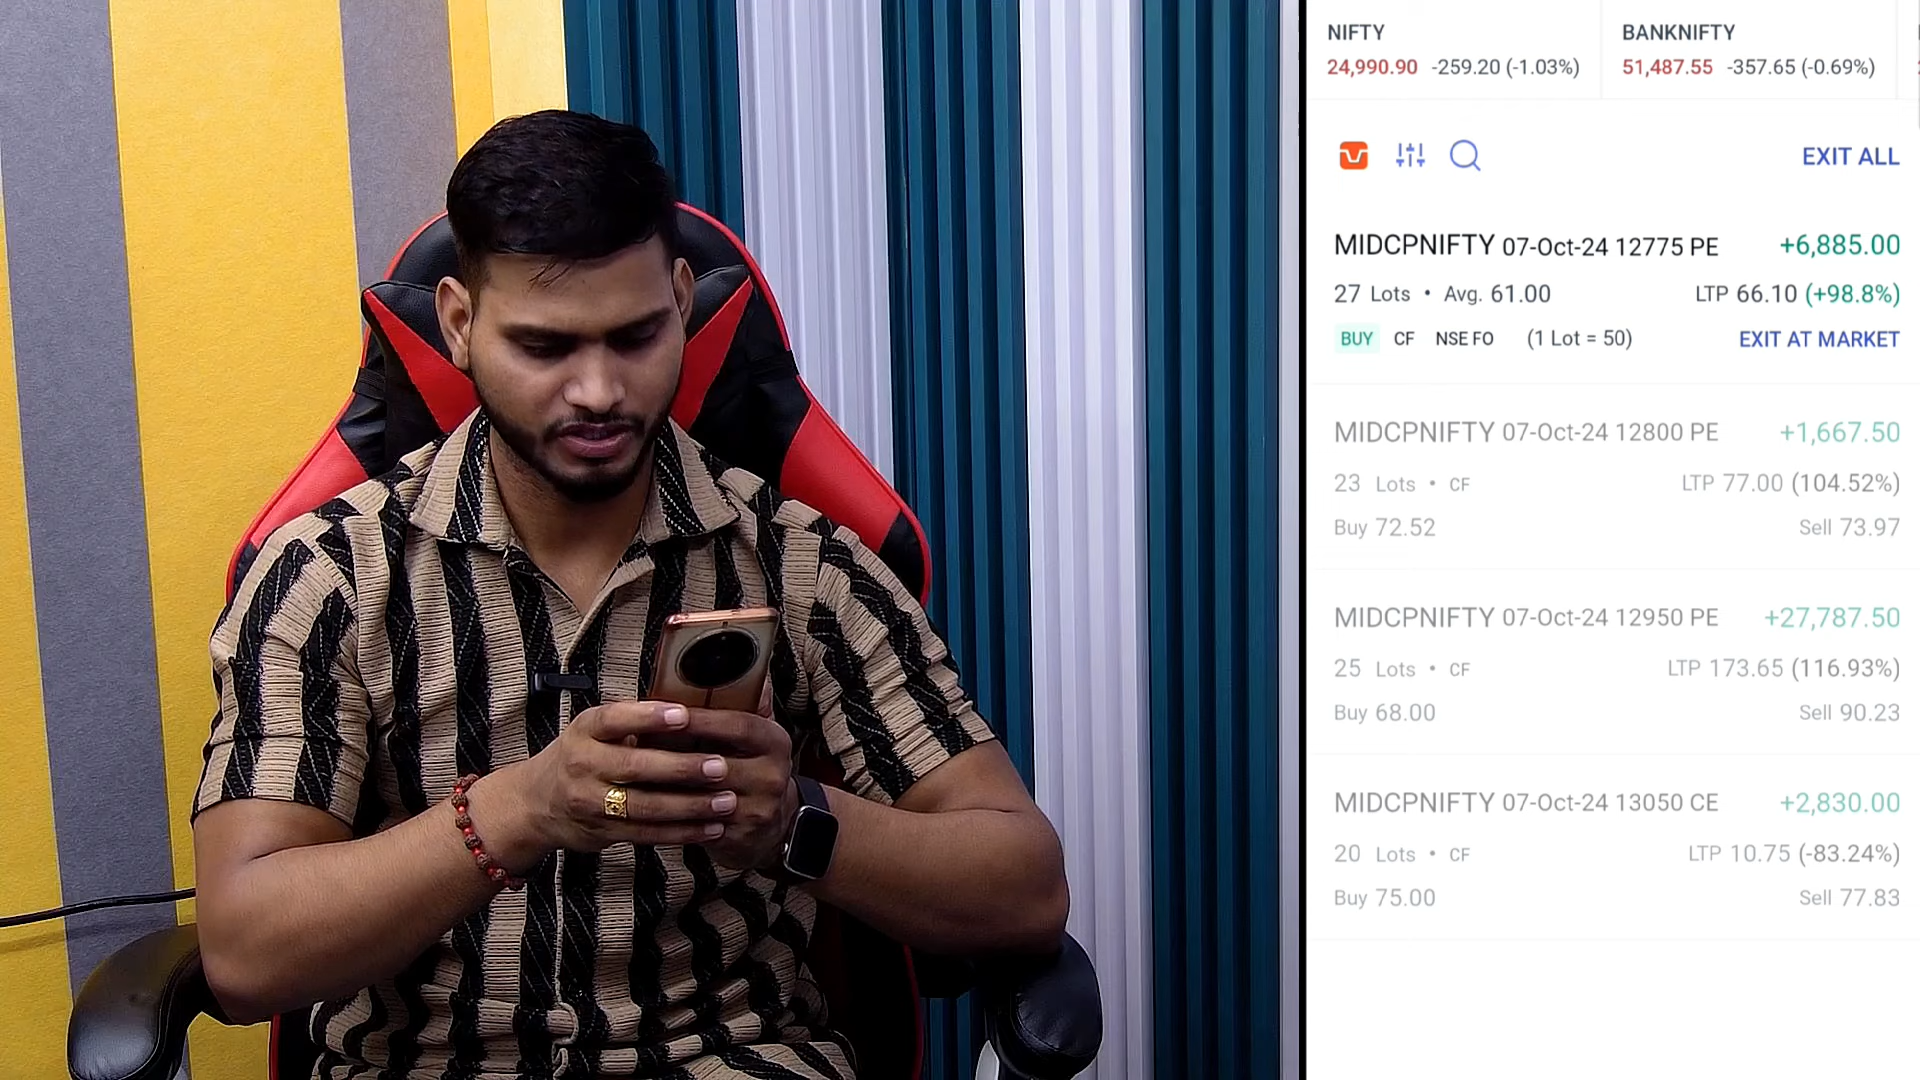 NIFTY
24,990.90 -259.20 (-1.03%)
BANKNIFTY
51,487.55 -357.65 (-0.69%)
EXIT ALL
MIDCPNIFTY 07-Oct-24 12775 PE +6,885.00
27 Lots • Avg. 61.00 LTP 66.10 (+98.8%)
BUY CF NSE FO (1 Lot = 50) EXIT AT MARKET
MIDCPNIFTY 07-Oct-24 12800 PE +1,667.50
23 Lots • CF LTP 77.00 (104.52%)
Buy 72.52 Sell 73.97
MIDCPNIFTY 07-Oct-24 12950 PE +27,787.50
25 Lots • CF LTP 173.65 (116.93%)
Buy 68.00 Sell 90.23
MIDCPNIFTY 07-Oct-24 13050 CE +2,830.00
20 Lots • CF LTP 10.75 (-83.24%)
Buy 75.00 Sell 77.83